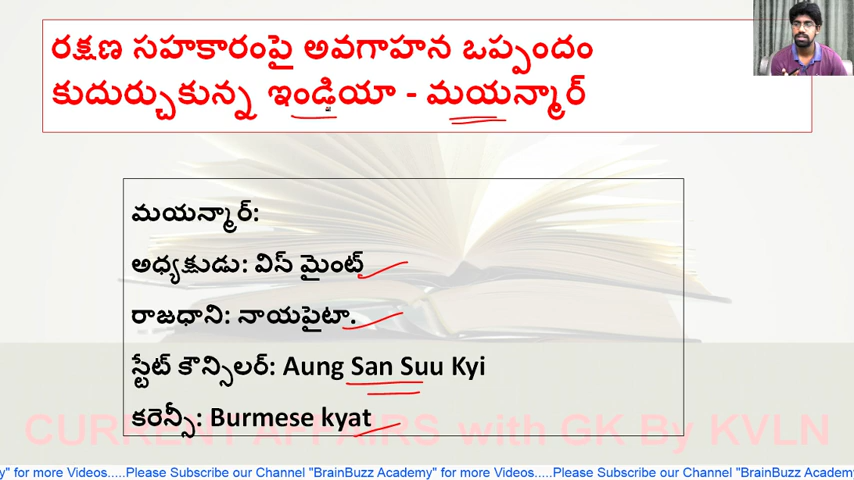 రక్షణ సహకారంపై అవగాహన ఒప్పందం
కుదుర్చుకున్న ఇండియా - మయన్మార్
మయన్మార్:
అధ్యక్షుడు: విన్ మైంట్
రాజధాని: నాయపైటా.
స్టేట్ కౌన్సిలర్: Aung San Suu Kyi
కరెన్సీ: Burmese kyat
CURRENT AFFAIRS with GK By KVLN
y" for more Videos.....Please Subscribe our Channel "BrainBuzz Academy" for more Videos.....Please Subscribe our Channel "BrainBuzz Academy